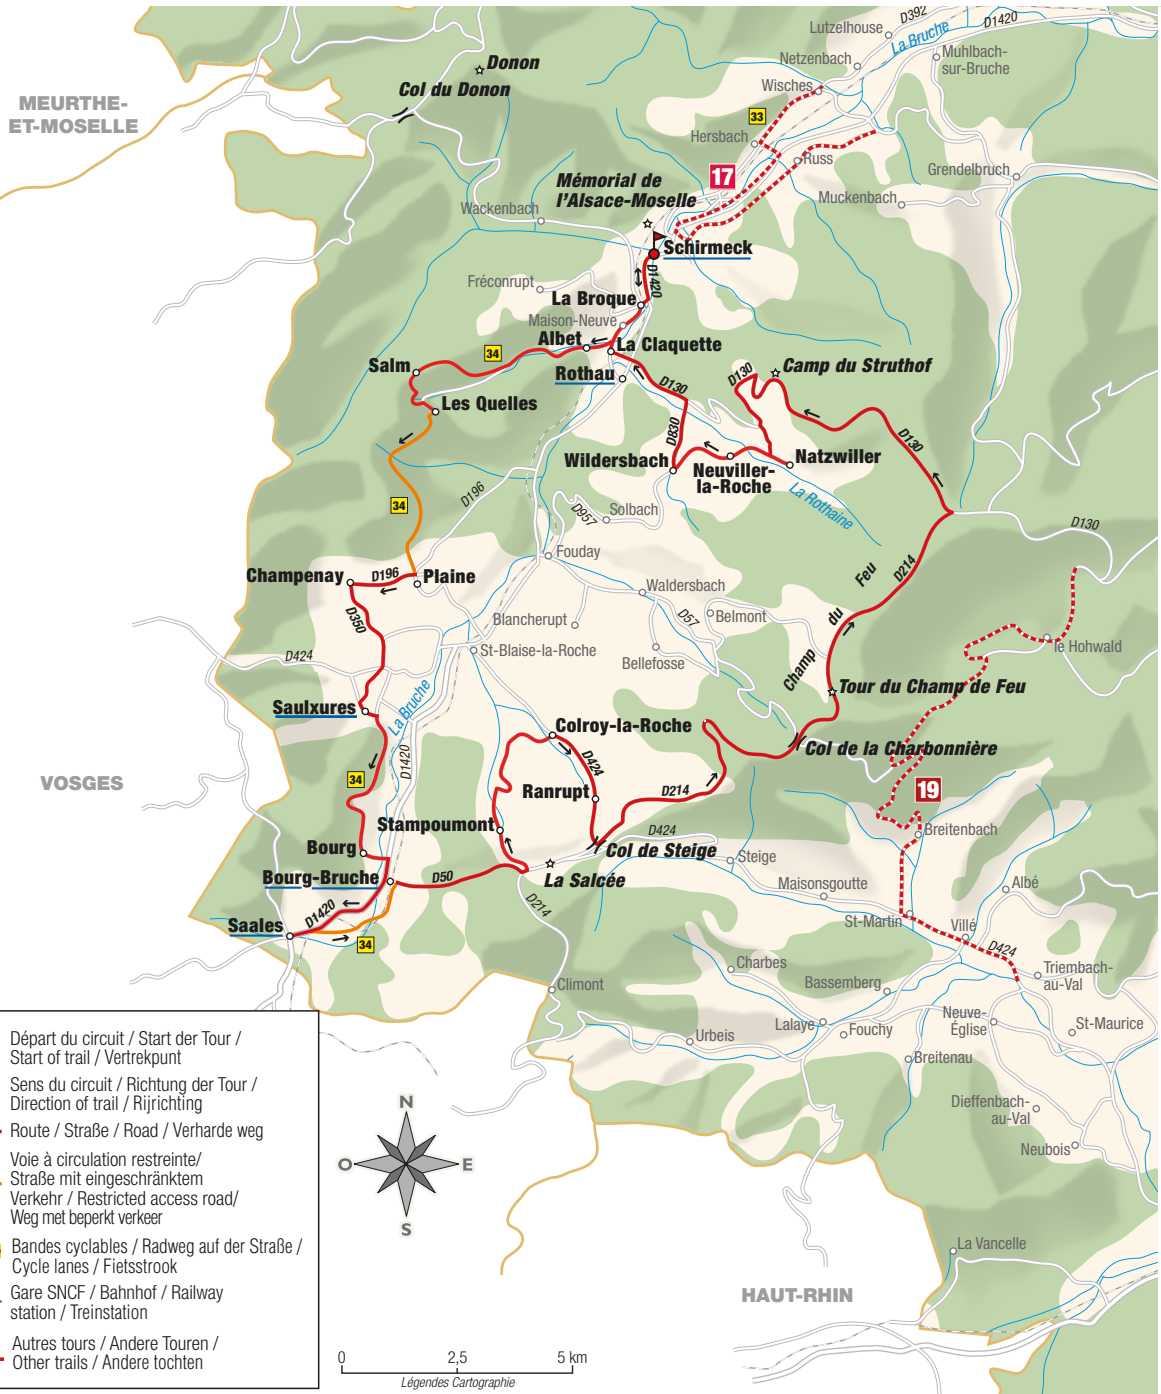 D392
D1420
Lutzelhouse
La Bruche
Donon
Netzenbach
Muhlbach-
sur-Bruche
Col du Donon
Wisches
MEURTHE-
ET-MOSELLE
33
Hersbach
Russ
17
Grendelbruch
Mémorial de
l'Alsace-Moselle
Muckenbach
Wackenbach
Schirmeck
D1420
Fréconrupt
La Broque
Maison-Neuve
Albet
La Claquette
34
Salm
Rothau
D130
D130
Camp du Struthof
Les Quelles
D830
D130
Wildersbach
Neuviller-
la-Roche
Natzwiller
La Rothaine
D196
34
D957
Solbach
D130
Fouday
Champenay
D196
Plaine
Feu
D214
Waldersbach
D350
Blancherupt
D57
Belmont
du
D424
St-Blaise-la-Roche
Bellefosse
le Hohwald
Champ
La Bruche
Tour du Champ de Feu
Saulxures
Colroy-la-Roche
Col de la Charbonnière
D1420
D424
34
VOSGES
Ranrupt
D214
19
Stampoumont
D424
Breitenbach
Bourg
Col de Steige
Steige
Bourg-Bruche
D50
La Salcée
Maisonsgoutte
Albé
D1420
D214
Saales
St-Martin
Villé
34
D424
Charbes
Triembach-
au-Val
Climont
Bassemberg
Lalaye
Fouchy
Neuve-
Église
St-Maurice
Urbeis
Breitenau
Dieffenbach-
au-Val
Neubois
La Vancelle
HAUT-RHIN
Départ du circuit / Start der Tour /
Start of trail / Vertrekpunt
Sens du circuit / Richtung der Tour /
Direction of trail / Rijrichting
Route / Straße / Road / Verharde weg
Voie à circulation restreinte/
Straße mit eingeschränktem
Verkehr / Restricted access road/
Weg met beperkt verkeer
Bandes cyclables / Radweg auf der Straße /
Cycle lanes / Fietsstrook
Gare SNCF / Bahnhof / Railway
station / Treinstation
Autres tours / Andere Touren /
Other trails / Andere tochten
N
O
E
S
0
2,5
5 km
Légendes Cartographie